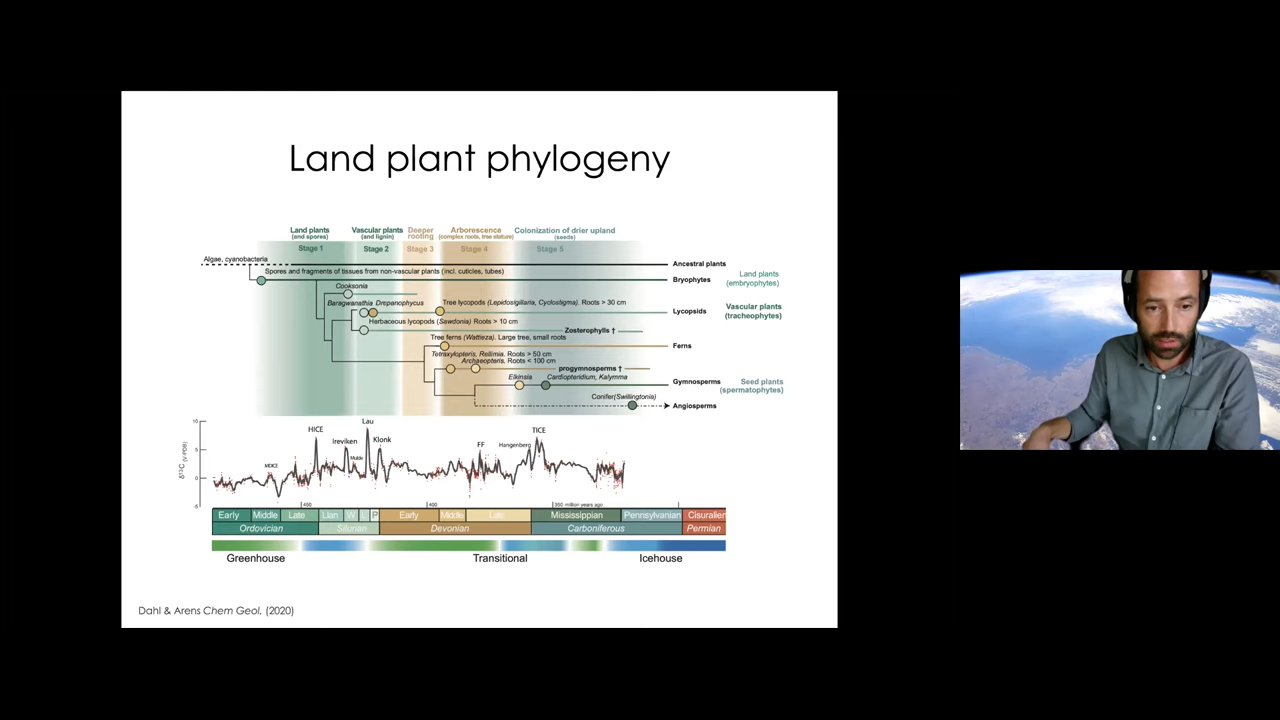 Land plant phylogeny
Land plants
(and spores)
Vascular plants
(and lignin)
Deeper
rooting
Arborescence
(complex roots, tree stature)
Colonization of drier upland
(seeds)
Stage 1
Stage 2
Stage 3
Stage 4
Stage 5
Algae, cyanobacteria
Ancestral plants
Spores and fragments of tissues from non-vascular plants (incl. cuticles, tubes)
Bryophytes
Land plants
(embryophytes)
Cooksonia
Baragwanathia Drepanophycus
Tree lycopods (Lepidosigillaria, Cyclostigma). Roots > 30 cm
Lycopsids
Vascular plants
(tracheophytes)
Herbaceous lycopods (Sawdonia) Roots > 10 cm
Zosterophylls †
Tree ferns (Wattieza). Large tree, small roots
Ferns
Tetraxylopteris, Rellimia. Roots > 50 cm
Archaeopteris. Roots < 100 cm
progymnosperms †
Elkinsia
Cardiopteridium, Kalymma
Gymnosperms
Seed plants
(spermatophytes)
Conifer(Swillingtonia)
Angiosperms
δ13C (V-PDB)
10
5
0
-5
MDICE
HICE
Ireviken
Mulde
Lau
Klonk
FF
Hangenberg
TICE
450
400
350 million years ago
Early Middle Late Llan W L P Early Middle Late Mississippian Pennsylvanian Cisuralien
Ordovician Silurian Devonian Carboniferous Permian
Greenhouse Transitional Icehouse
Dahl & Arens Chem Geol. (2020)